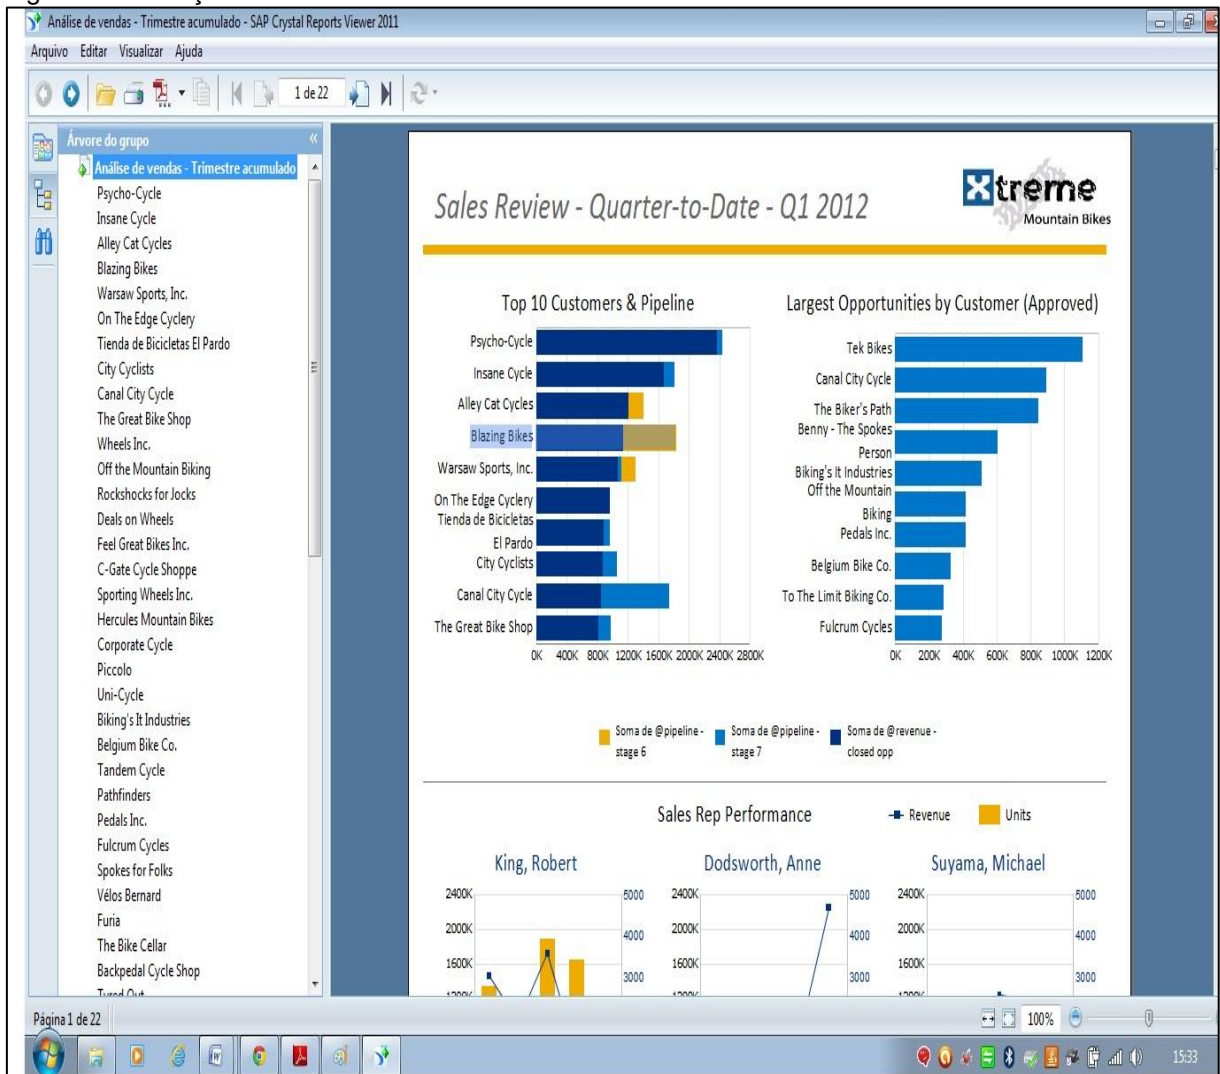 Análise de vendas - Trimestre acumulado - SAP Crystal Reports Viewer 2011
Arquivo Editar Visualizar Ajuda
1 de 22
Árvore do grupo
Análise de vendas - Trimestre acumulado
Psycho-Cycle
Insane Cycle
Alley Cat Cycles
Blazing Bikes
Warsaw Sports, Inc.
On The Edge Cyclery
Tienda de Bicicletas El Pardo
City Cyclists
Canal City Cycle
The Great Bike Shop
Wheels Inc.
Off the Mountain Biking
Rockshocks for Jocks
Deals on Wheels
Feel Great Bikes Inc.
C-Gate Cycle Shoppe
Sporting Wheels Inc.
Hercules Mountain Bikes
Corporate Cycle
Piccolo
Uni-Cycle
Biking's It Industries
Belgium Bike Co.
Tandem Cycle
Pathfinders
Pedals Inc.
Fulcrum Cycles
Spokes for Folks
Vélos Bernard
Furia
The Bike Cellar
Backpedal Cycle Shop
Tyred Out
Sales Review - Quarter-to-Date - Q1 2012
Xtreme
Mountain Bikes
Top 10 Customers & Pipeline
Psycho-Cycle
Insane Cycle
Alley Cat Cycles
Blazing Bikes
Warsaw Sports, Inc.
On The Edge Cyclery
Tienda de Bicicletas
El Pardo
City Cyclists
Canal City Cycle
The Great Bike Shop
0K 400K 800K 1200K 1600K 2000K 2400K 2800K
Largest Opportunities by Customer (Approved)
Tek Bikes
Canal City Cycle
The Biker's Path
Benny - The Spokes
Person
Biking's It Industries
Off the Mountain
Biking
Pedals Inc.
Belgium Bike Co.
To The Limit Biking Co.
Fulcrum Cycles
0K 200K 400K 600K 800K 1000K 1200K
Soma de @pipeline -
stage 6
Soma de @pipeline -
stage 7
Soma de @revenue -
closed opp
Sales Rep Performance
Revenue Units
King, Robert
2400K 5000
2000K 4000
1600K 3000
1200K
Dodsworth, Anne
2400K 5000
2000K 4000
1600K 3000
1200K
Suyama, Michael
2400K 5000
2000K 4000
1600K 3000
1200K
Página 1 de 22
100%
15:33